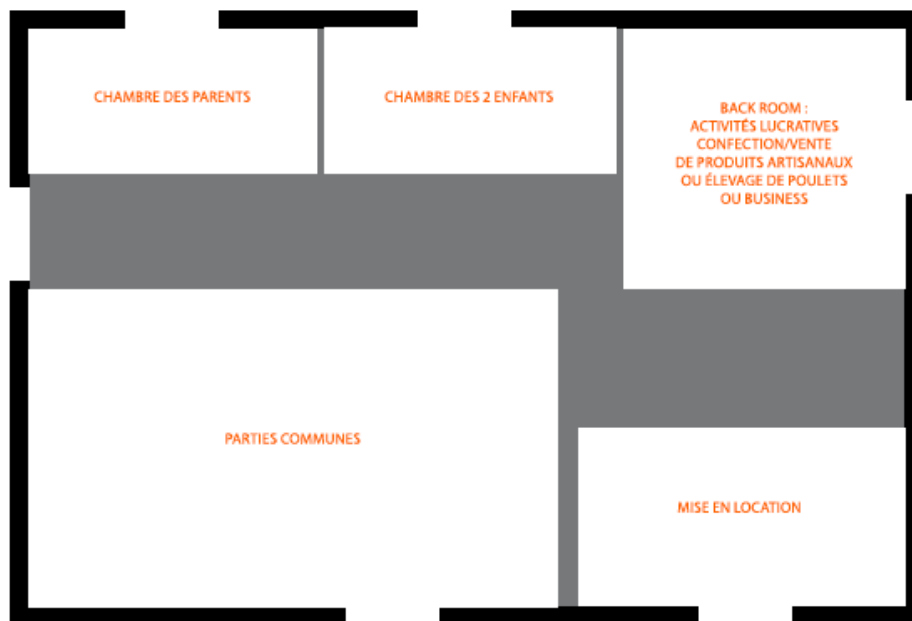 CHAMBRE DES PARENTS
CHAMBRE DES 2 ENFANTS
BACK ROOM :
ACTIVITÉS LUCRATIVES
CONFECTION/VENTE
DE PRODUITS ARTISANAUX
OU ÉLEVAGE DE POULETS
OU BUSINESS
PARTIES COMMUNES
MISE EN LOCATION